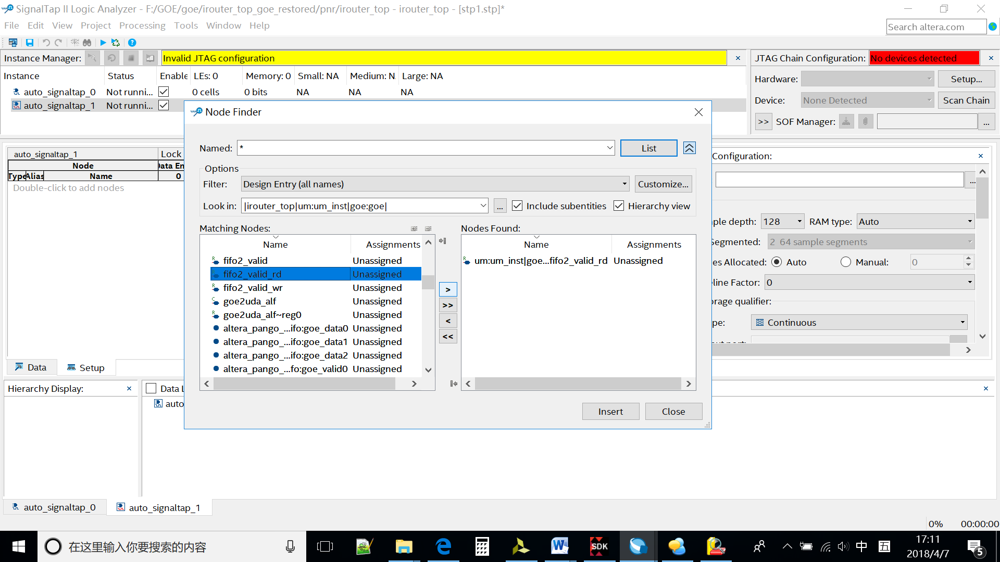 SignalTap II Logic Analyzer - F:/GOE/goe/irouter_top_goe_restored/pnr/irouter_top - irouter_top - [stp1.stp]*
File Edit View Project Processing Tools Window Help
Search altera.com
Instance Manager: Invalid JTAG configuration
JTAG Chain Configuration: No devices detected
Instance Status Enable LEs: 0 Memory: 0 Small: NA Medium: N. Large: NA
auto_signaltap_0 Not runni... 0 cells 0 bits NA NA NA
auto_signaltap_1 Not runni...
Hardware: Setup...
Device: None Detected Scan Chain
>> SOF Manager: ...
Node Finder
Named: * List
Options
Filter: Design Entry (all names) Customize...
Look in: |irouter_top|um:um_inst|goe:goe| ... Include subentities Hierarchy view
Matching Nodes:
Name Assignments
fifo2_valid Unassigned
fifo2_valid_rd Unassigned
fifo2_valid_wr Unassigned
goe2uda_alf Unassigned
goe2uda_alf~reg0 Unassigned
altera_pango_...ifo:goe_data0 Unassigned
altera_pango_...ifo:goe_data1 Unassigned
altera_pango_...ifo:goe_data2 Unassigned
altera_pango_...fo:goe_valid0 Unassigned
>
>>
<
<<
Nodes Found:
Name Assignments
um:um_inst|goe...fifo2_valid_rd Unassigned
Insert Close
auto_signaltap_1 Lock
Node Data En
Type Alias Name 0
Double-click to add nodes
Data Setup
Configuration:
...
ple depth: 128 RAM type: Auto
Segmented: 2 64 sample segments
es Allocated: Auto Manual: 0
line Factor: 0
rage qualifier:
pe: Continuous
Hierarchy Display:
Data L
auto
auto_signaltap_0 auto_signaltap_1
0% 00:00:00
在这里输入你要搜索的内容
SDK
中
五
17:11
2018/4/7
5